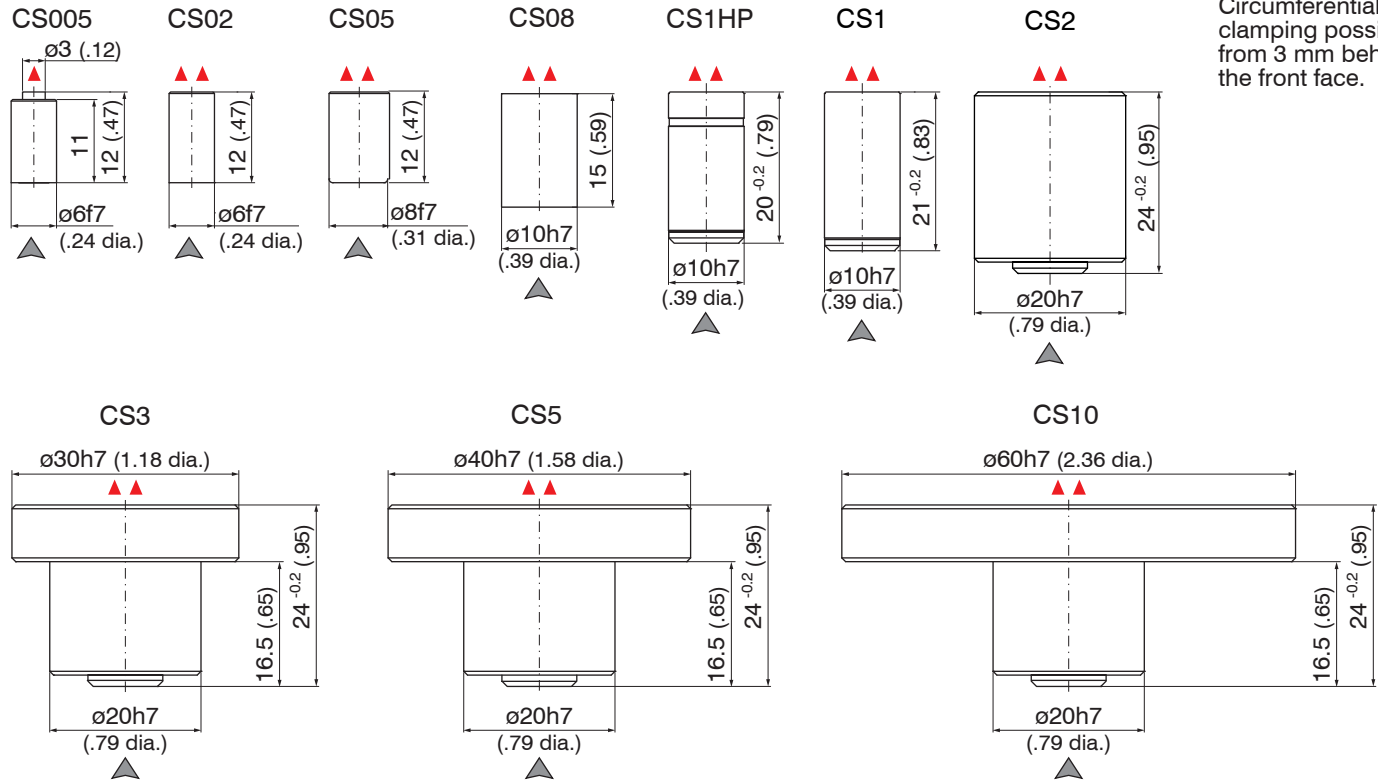 CS005
CS02
CS05
CS08
CS1HP
CS1
CS2
Circumferential
clamping possi
from 3 mm beh
the front face.
ø3 (.12)
11
12 (.47)
ø6f7
(.24 dia.)
12 (.47)
ø6f7
(.24 dia.)
12 (.47)
ø8f7
(.31 dia.)
15 (.59)
ø10h7
(.39 dia.)
20 -0.2 (.79)
ø10h7
(.39 dia.)
21 -0.2 (.83)
ø10h7
(.39 dia.)
24 -0.2 (.95)
ø20h7
(.79 dia.)
CS3
ø30h7 (1.18 dia.)
16.5 (.65)
24 -0.2 (.95)
ø20h7
(.79 dia.)
CS5
ø40h7 (1.58 dia.)
16.5 (.65)
24 -0.2 (.95)
ø20h7
(.79 dia.)
CS10
ø60h7 (2.36 dia.)
16.5 (.65)
24 -0.2 (.95)
ø20h7
(.79 dia.)